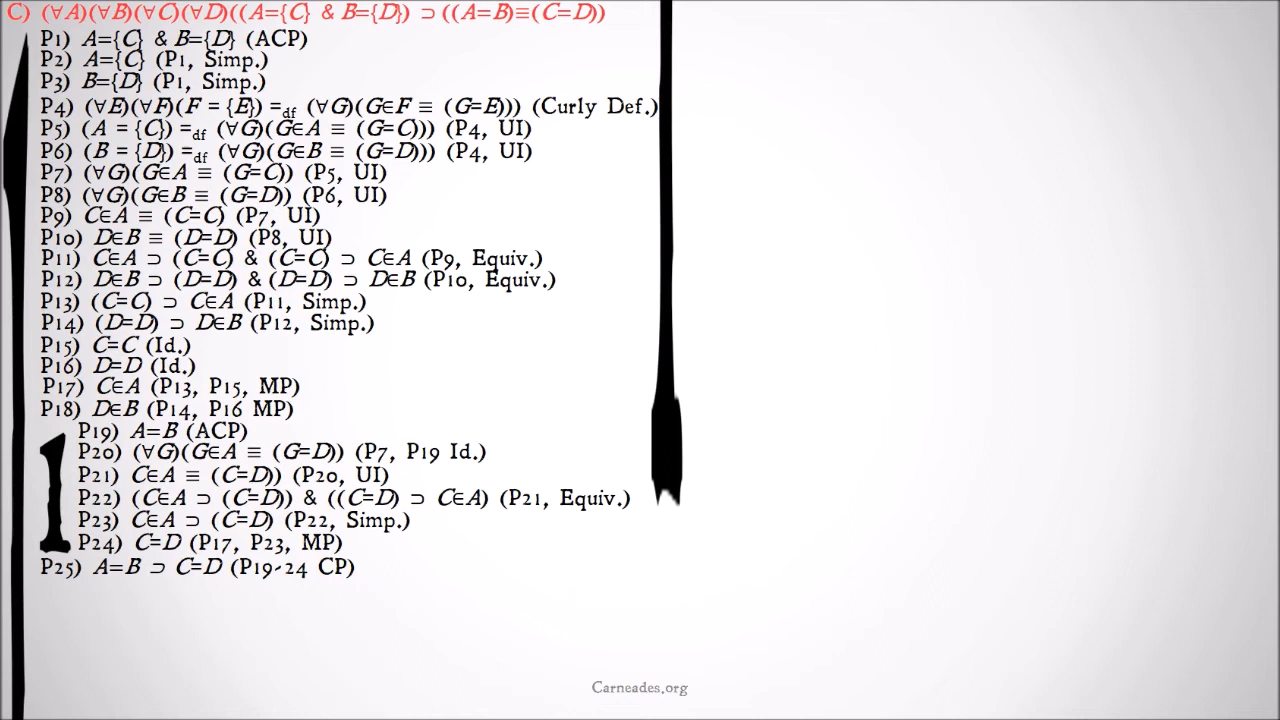 C) (∀A)(∀B)(∀C)(∀D)((A={C} & B={D}) ⊃ ((A=B)≡(C=D))
P1) A={C} & B={D} (ACP)
P2) A={C} (P1, Simp.)
P3) B={D} (P1, Simp.)
P4) (∀E)(∀F)(F = {E}) =df (∀G)(G∈F ≡ (G=E))) (Curly Def.)
P5) (A = {C}) =df (∀G)(G∈A ≡ (G=C))) (P4, UI)
P6) (B = {D}) =df (∀G)(G∈B ≡ (G=D))) (P4, UI)
P7) (∀G)(G∈A ≡ (G=C)) (P5, UI)
P8) (∀G)(G∈B ≡ (G=D)) (P6, UI)
P9) C∈A ≡ (C=C) (P7, UI)
P10) D∈B ≡ (D=D) (P8, UI)
P11) C∈A ⊃ (C=C) & (C=C) ⊃ C∈A (P9, Equiv.)
P12) D∈B ⊃ (D=D) & (D=D) ⊃ D∈B (P10, Equiv.)
P13) (C=C) ⊃ C∈A (P11, Simp.)
P14) (D=D) ⊃ D∈B (P12, Simp.)
P15) C=C (Id.)
P16) D=D (Id.)
P17) C∈A (P13, P15, MP)
P18) D∈B (P14, P16 MP)
P19) A=B (ACP)
P20) (∀G)(G∈A ≡ (G=D)) (P7, P19 Id.)
P21) C∈A ≡ (C=D)) (P20, UI)
P22) (C∈A ⊃ (C=D)) & ((C=D) ⊃ C∈A) (P21, Equiv.)
P23) C∈A ⊃ (C=D) (P22, Simp.)
P24) C=D (P17, P23, MP)
P25) A=B ⊃ C=D (P19-24 CP)
Carneades.org